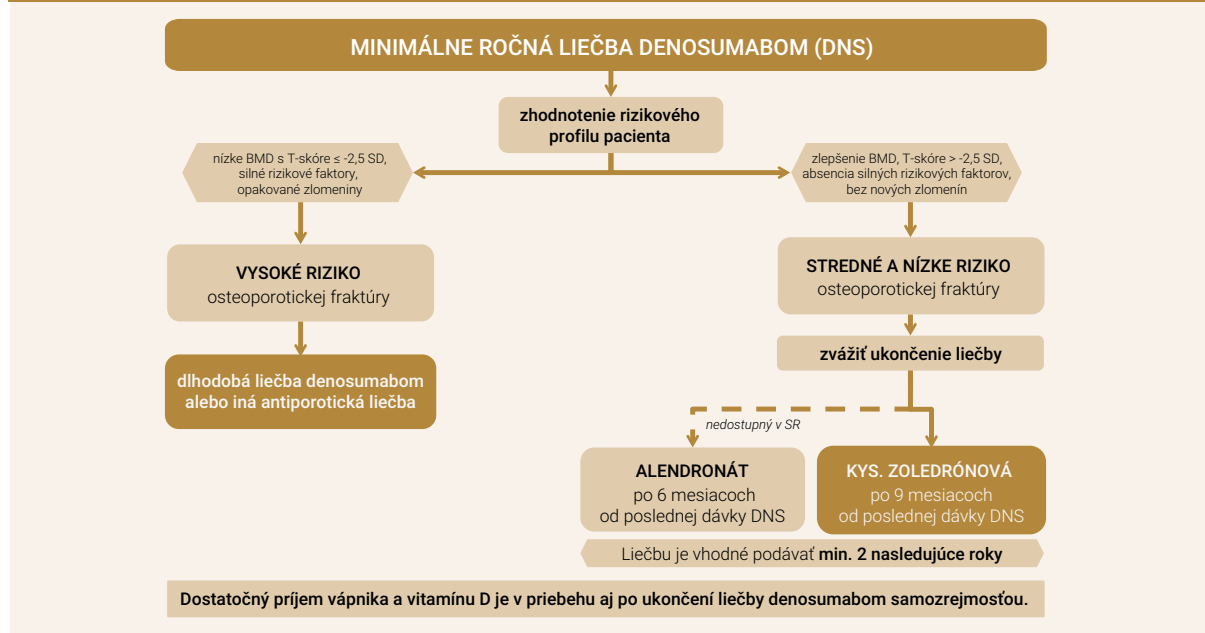 MINIMÁLNE ROČNÁ LIEČBA DENOSUMABOM (DNS)
zhodnotenie rizikového
profilu pacienta
nízke BMD s T-skóre ≤ -2,5 SD,
silné rizikové faktory,
opakované zlomeniny
zlepšenie BMD, T-skóre > -2,5 SD,
absencia silných rizikových faktorov,
bez nových zlomenín
VYSOKÉ RIZIKO
osteoporotickej fraktúry
STREDNÉ A NÍZKE RIZIKO
osteoporotickej fraktúry
dlhodobá liečba denosumabom
alebo iná antiporotická liečba
zvážiť ukončenie liečby
nedostupný v SR
ALENDRONÁT
po 6 mesiacoch
od poslednej dávky DNS
KYS. ZOLEDRÓNOVÁ
po 9 mesiacoch
od poslednej dávky DNS
Liečbu je vhodné podávať min. 2 nasledujúce roky
Dostatočný príjem vápnika a vitamínu D je v priebehu aj po ukončení liečby denosumabom samozrejmosťou.